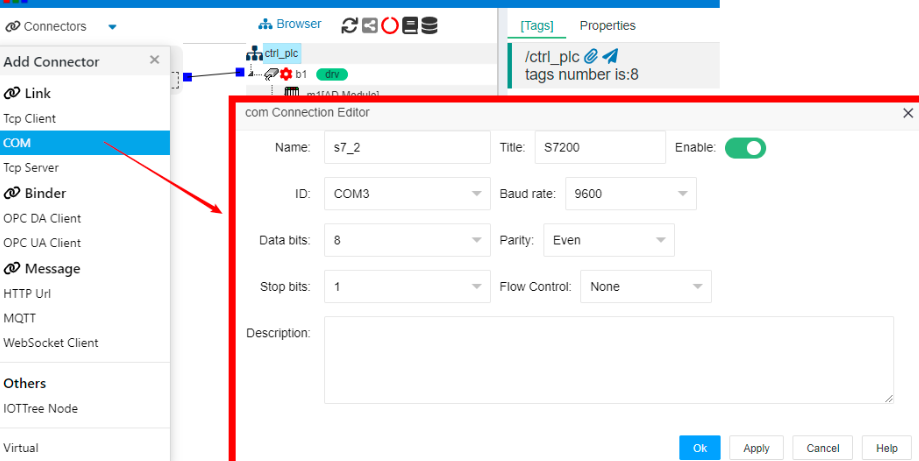 Connectors
Browser
[Tags] Properties
Add Connector ×
/ctrl_plc
tags number is:8
ctrl_plc
b1 drv
m1[AD Module]
Link
Tcp Client
COM
Tcp Server
Binder
OPC DA Client
OPC UA Client
Message
HTTP Url
MQTT
WebSocket Client
Others
IOTTree Node
Virtual
com Connection Editor ×
Name: s7_2 Title: S7200 Enable:
ID: COM3 Baud rate: 9600
Data bits: 8 Parity: Even
Stop bits: 1 Flow Control: None
Description:
Ok Apply Cancel Help